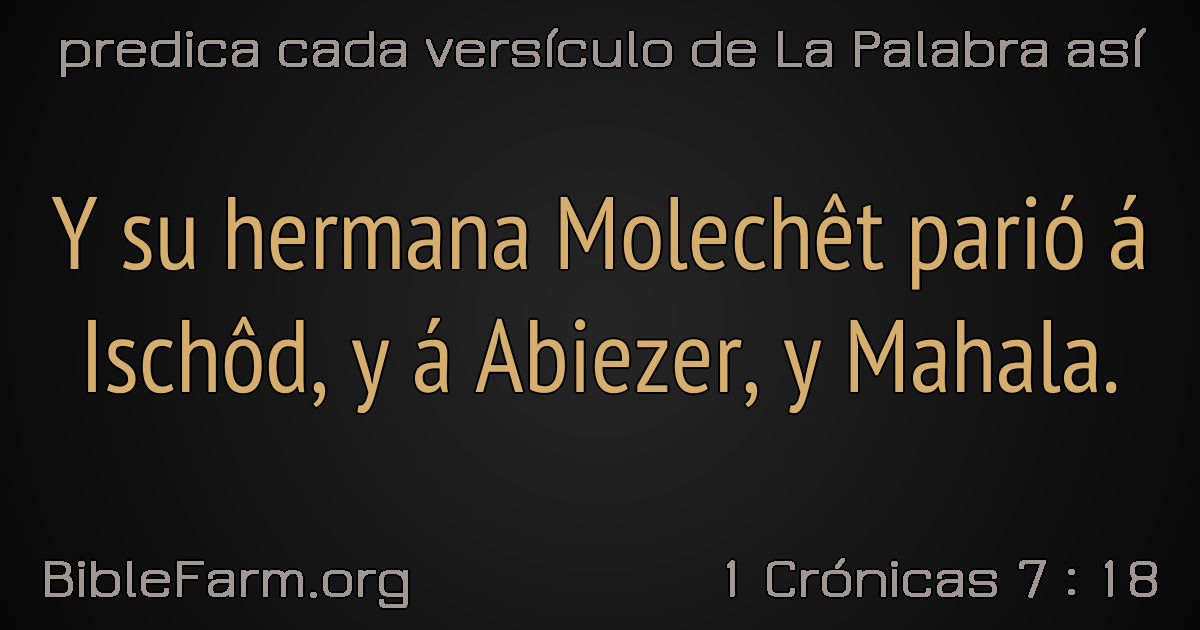 predica cada versículo de La Palabra así
Y su hermana Molechêt parió á
Ischôd, y á Abiezer, y Mahala.
BibleFarm.org
1 Crónicas 7 : 18